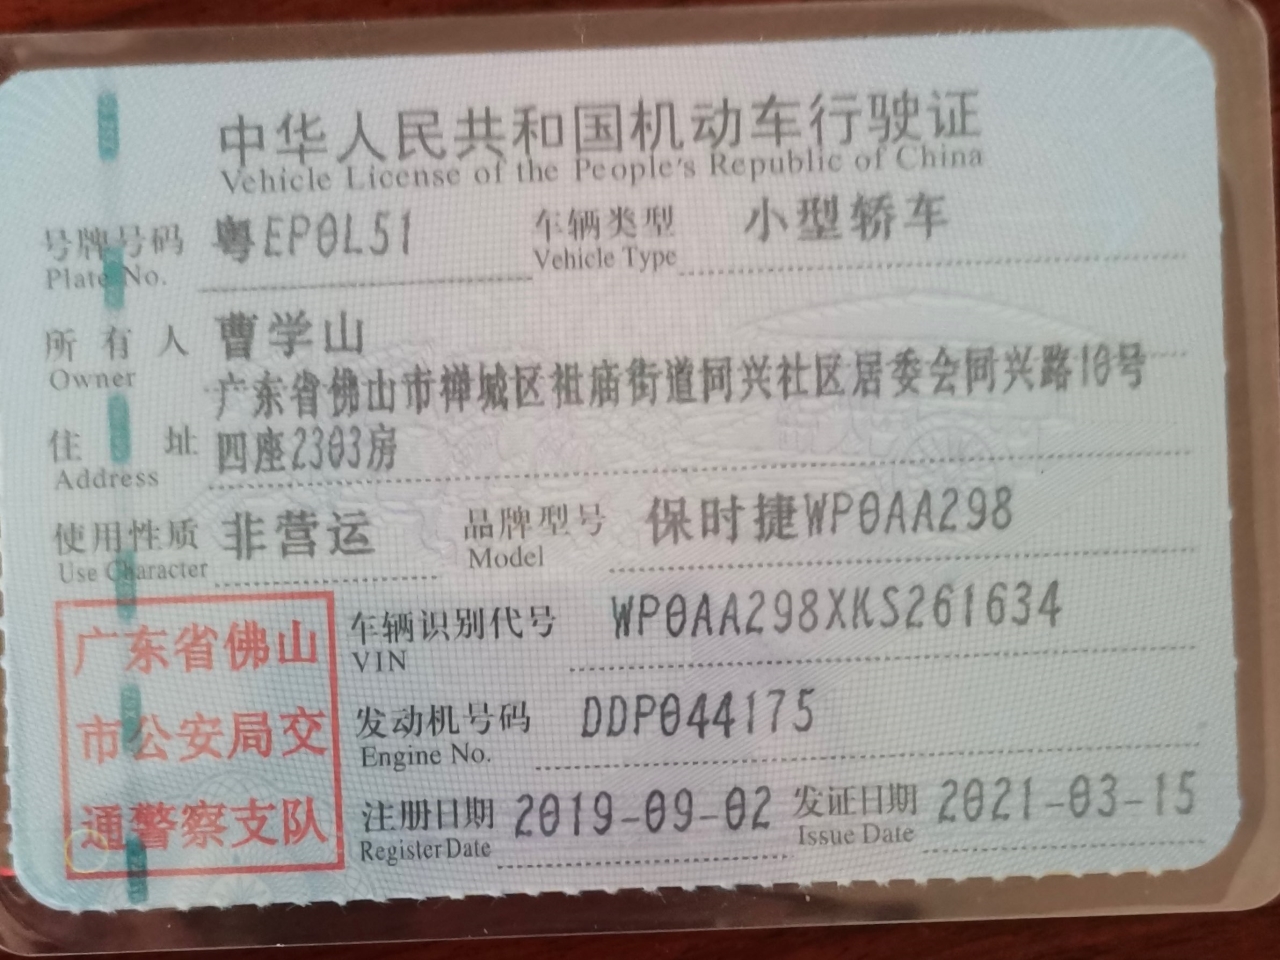 中华人民共和国机动车行驶证
Vehicle License of the People's Republic of China
号牌号码 粤EP0L51 车辆类型 小型轿车
Plate No. Vehicle Type
所有人 曹学山
Owner
广东省佛山市禅城区祖庙街道同兴社区居委会同兴路10号
住址 四座2303房
Address
使用性质 非营运 品牌型号 保时捷WP0AA298
Use Character Model
车辆识别代号 WP0AA298XKS261634
VIN
发动机号码 DDP044175
Engine No.
注册日期 2019-09-02 发证日期 2021-03-15
Register Date Issue Date
广东省佛山
市公安局交
通警察支队